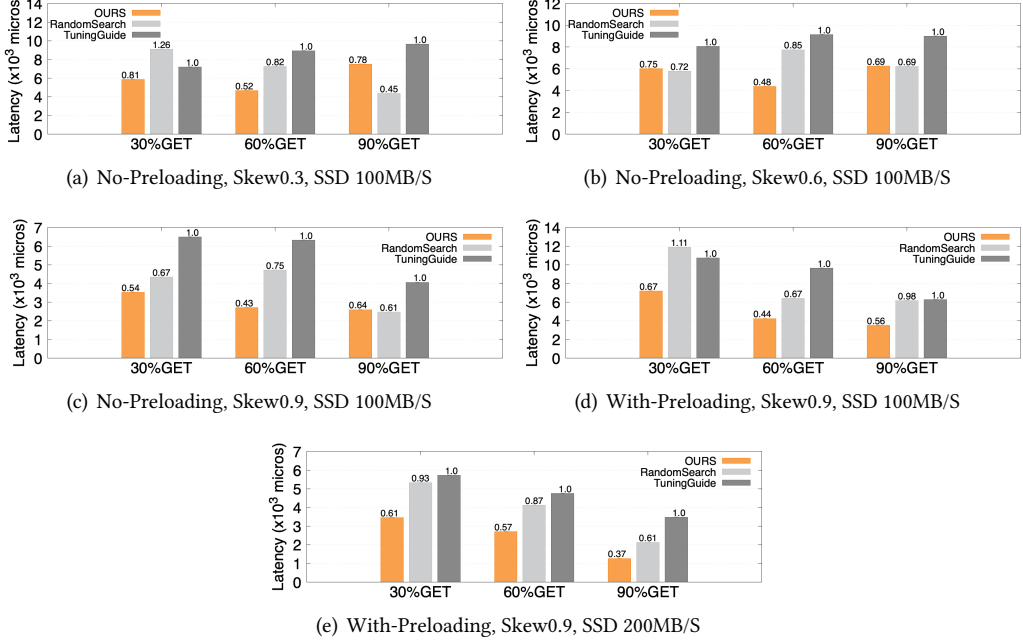 14
12
10
8
6
4
2
0
Latency (x10³ micros)
OURS
RandomSearch
TuningGuide
0.81 1.26 1.0
0.52 0.82 1.0
0.78 0.45 1.0
30%GET 60%GET 90%GET
(a) No-Preloading, Skew0.3, SSD 100MB/S
12
10
8
6
4
2
0
Latency (x10³ micros)
OURS
RandomSearch
TuningGuide
0.75 0.72 1.0
0.48 0.85 1.0
0.69 0.69 1.0
30%GET 60%GET 90%GET
(b) No-Preloading, Skew0.6, SSD 100MB/S
7
6
5
4
3
2
1
0
Latency (x10³ micros)
OURS
RandomSearch
TuningGuide
0.54 0.67 1.0
0.43 0.75 1.0
0.64 0.61 1.0
30%GET 60%GET 90%GET
(c) No-Preloading, Skew0.9, SSD 100MB/S
14
12
10
8
6
4
2
0
Latency (x10³ micros)
OURS
RandomSearch
TuningGuide
0.67 1.11 1.0
0.44 0.67 1.0
0.56 0.98 1.0
30%GET 60%GET 90%GET
(d) With-Preloading, Skew0.9, SSD 100MB/S
7
6
5
4
3
2
1
0
Latency (x10³ micros)
OURS
RandomSearch
TuningGuide
0.61 0.93 1.0
0.57 0.87 1.0
0.37 0.61 1.0
30%GET 60%GET 90%GET
(e) With-Preloading, Skew0.9, SSD 200MB/S